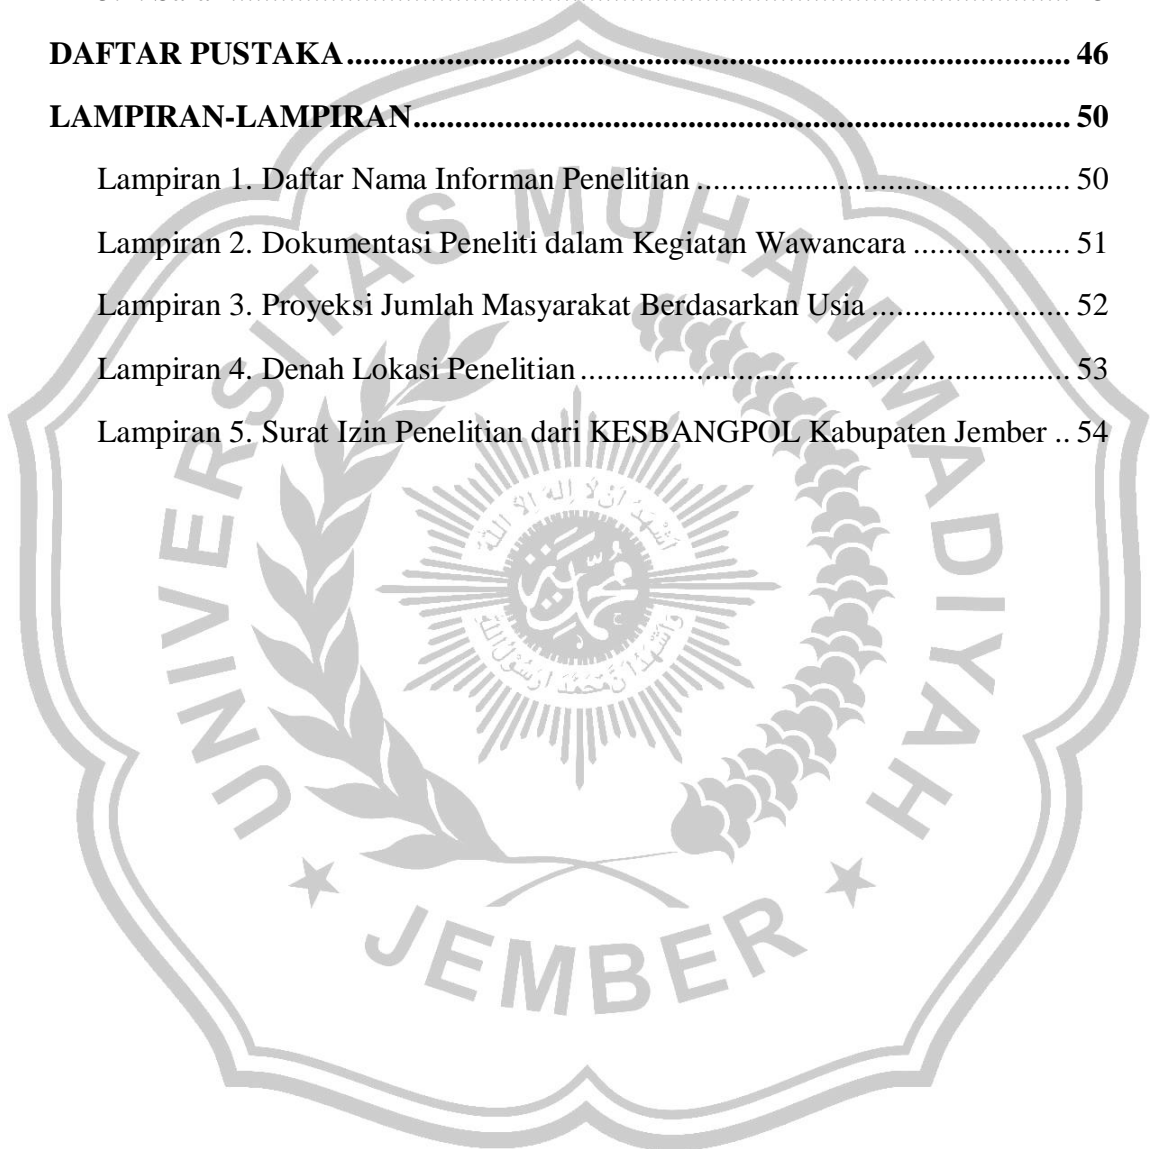 DAFTAR PUSTAKA........................................................................................ 46
LAMPIRAN-LAMPIRAN................................................................................ 50
Lampiran 1. Daftar Nama Informan Penelitian ............................................. 50
Lampiran 2. Dokumentasi Peneliti dalam Kegiatan Wawancara ................... 51
Lampiran 3. Proyeksi Jumlah Masyarakat Berdasarkan Usia ........................ 52
Lampiran 4. Denah Lokasi Penelitian ........................................................... 53
Lampiran 5. Surat Izin Penelitian dari KESBANGPOL Kabupaten Jember .. 54
UNIVERSITAS MUHAMMADIYAH
JEMBER